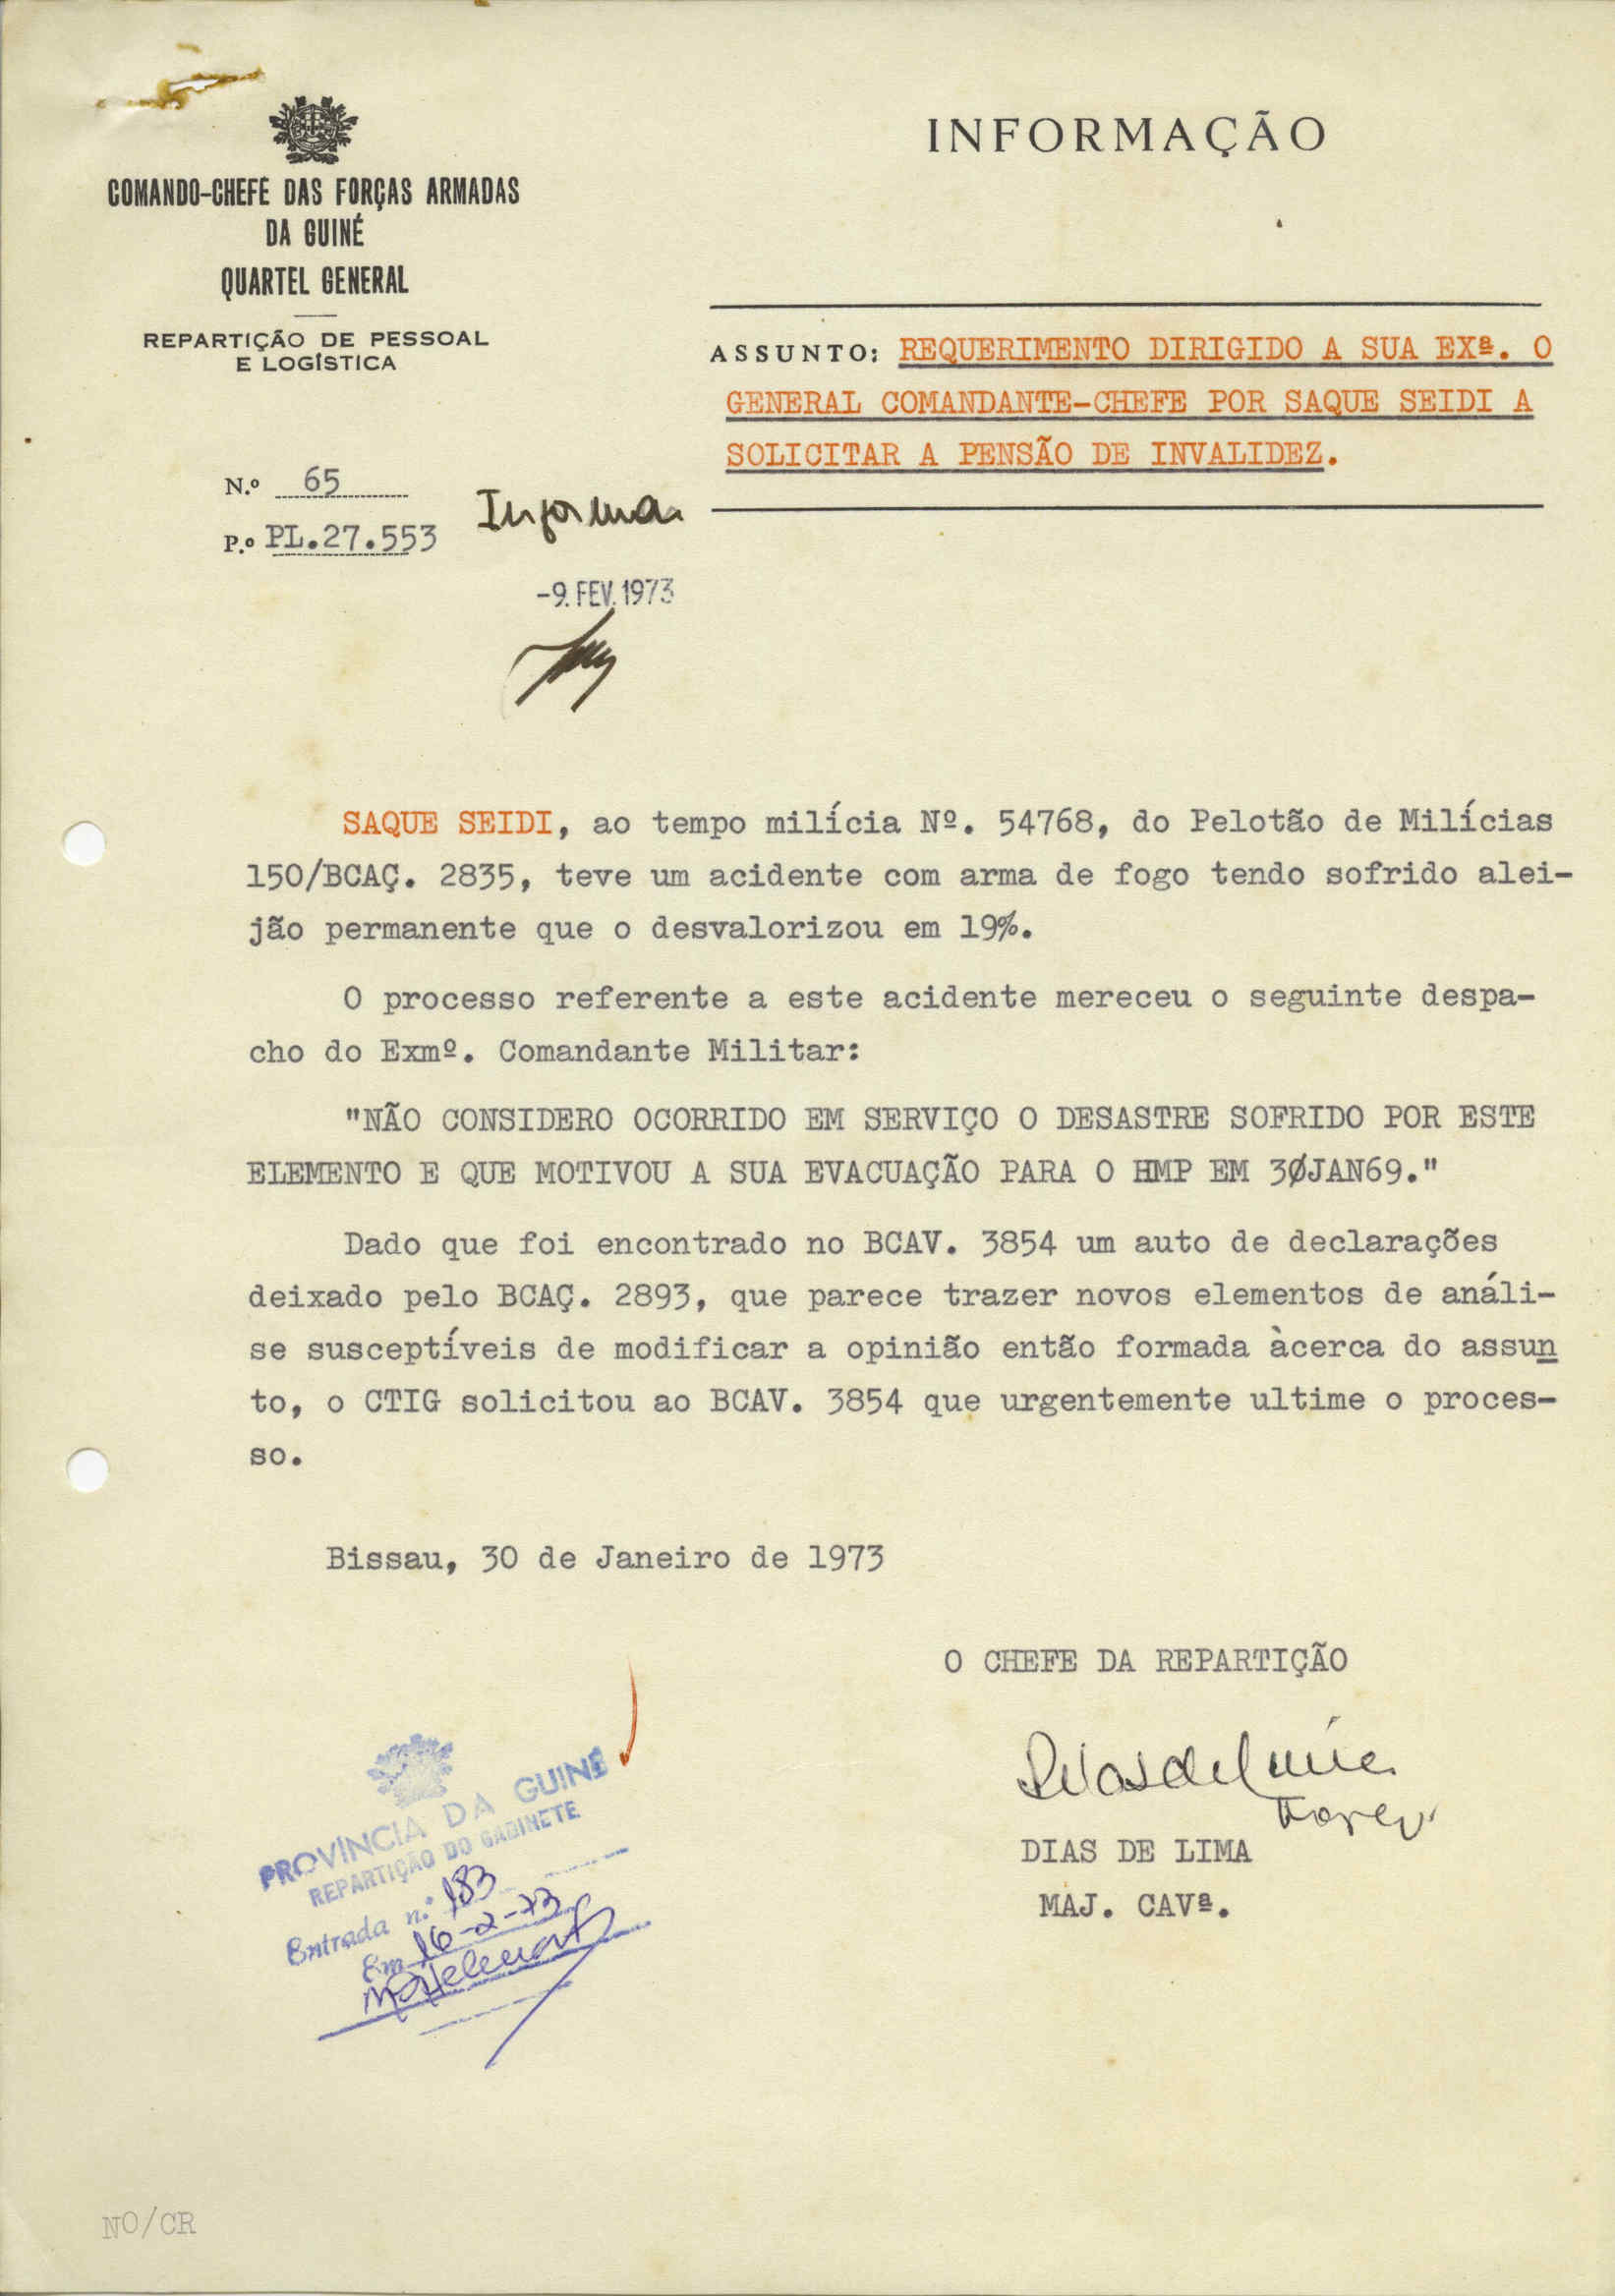 INFORMAÇÃO
COMANDO-CHEFE DAS FORÇAS ARMADAS
DA GUINÉ
QUARTEL GENERAL
REPARTIÇÃO DE PESSOAL
E LOGÍSTICA
ASSUNTO: REQUERIMENTO DIRIGIDO A SUA EXª. O
GENERAL COMANDANTE-CHEFE POR SAQUE SEIDI A
SOLICITAR A PENSÃO DE INVALIDEZ.
N.º 65
P.º PL.27.553
Informar
-9. FEV. 1973
SAQUE SEIDI, ao tempo milícia Nº. 54768, do Pelotão de Milícias
150/BCAÇ. 2835, teve um acidente com arma de fogo tendo sofrido alei-
jão permanente que o desvalorizou em 19%.
O processo referente a este acidente mereceu o seguinte despa-
cho do Exmº. Comandante Militar:
"NÃO CONSIDERO OCORRIDO EM SERVIÇO O DESASTRE SOFRIDO POR ESTE
ELEMENTO E QUE MOTIVOU A SUA EVACUAÇÃO PARA O HMP EM 3ØJAN69."
Dado que foi encontrado no BCAV. 3854 um auto de declarações
deixado pelo BCAÇ. 2893, que parece trazer novos elementos de análi-
se susceptíveis de modificar a opinião então formada àcerca do assun
to, o CTIG solicitou ao BCAV. 3854 que urgentemente ultime o proces-
so.
Bissau, 30 de Janeiro de 1973
O CHEFE DA REPARTIÇÃO
DIAS DE LIMA
MAJ. CAVª.
PROVÍNCIA DA GUINÉ
REPARTIÇÃO DO GABINETE
Entrada n.º 183
Em 16-2-73
NO/CR